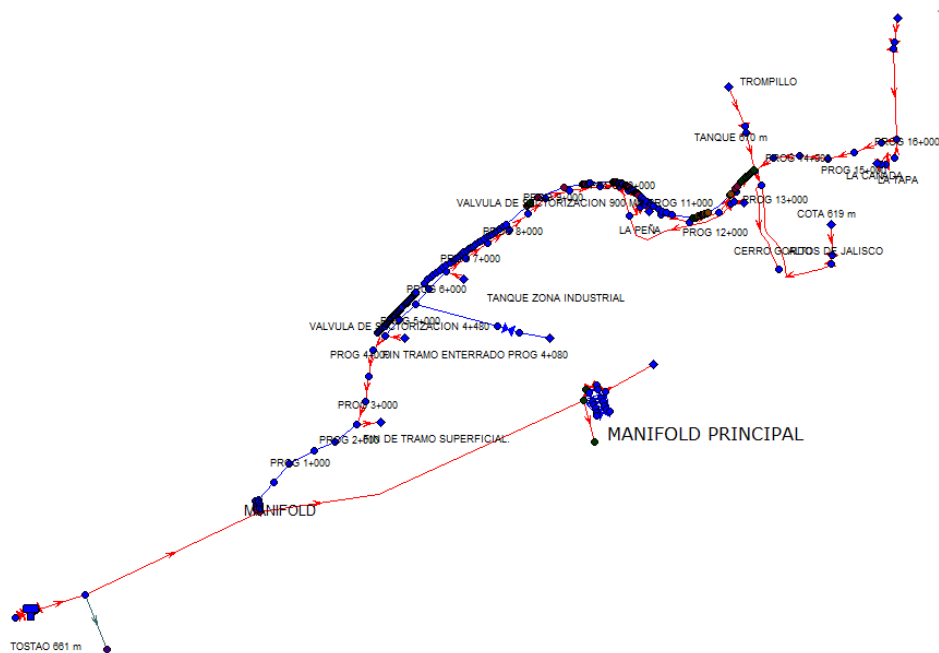 TROMPILLO
TANQUE 670 m
PROG 16+000
PROG 14+500
PROG 15+000
LA CAÑADA
LA TAPA
PROG 13+000
VALVULA DE SECTORIZACION 900
PROG 11+000
COTA 619 m
LA PEÑA
PROG 12+000
PROG 8+000
CERRO GORDO
ALTOS DE JALISCO
PROG 7+000
PROG 6+000
TANQUE ZONA INDUSTRIAL
PROG 5+000
VALVULA DE SECTORIZACION 4+480
PROG 4+000
FIN TRAMO ENTERRADO PROG 4+080
PROG 3+000
MANIFOLD PRINCIPAL
PROG 2+000
FIN DE TRAMO SUPERFICIAL.
PROG 1+000
MANIFOLD
TOSTAO 661 m